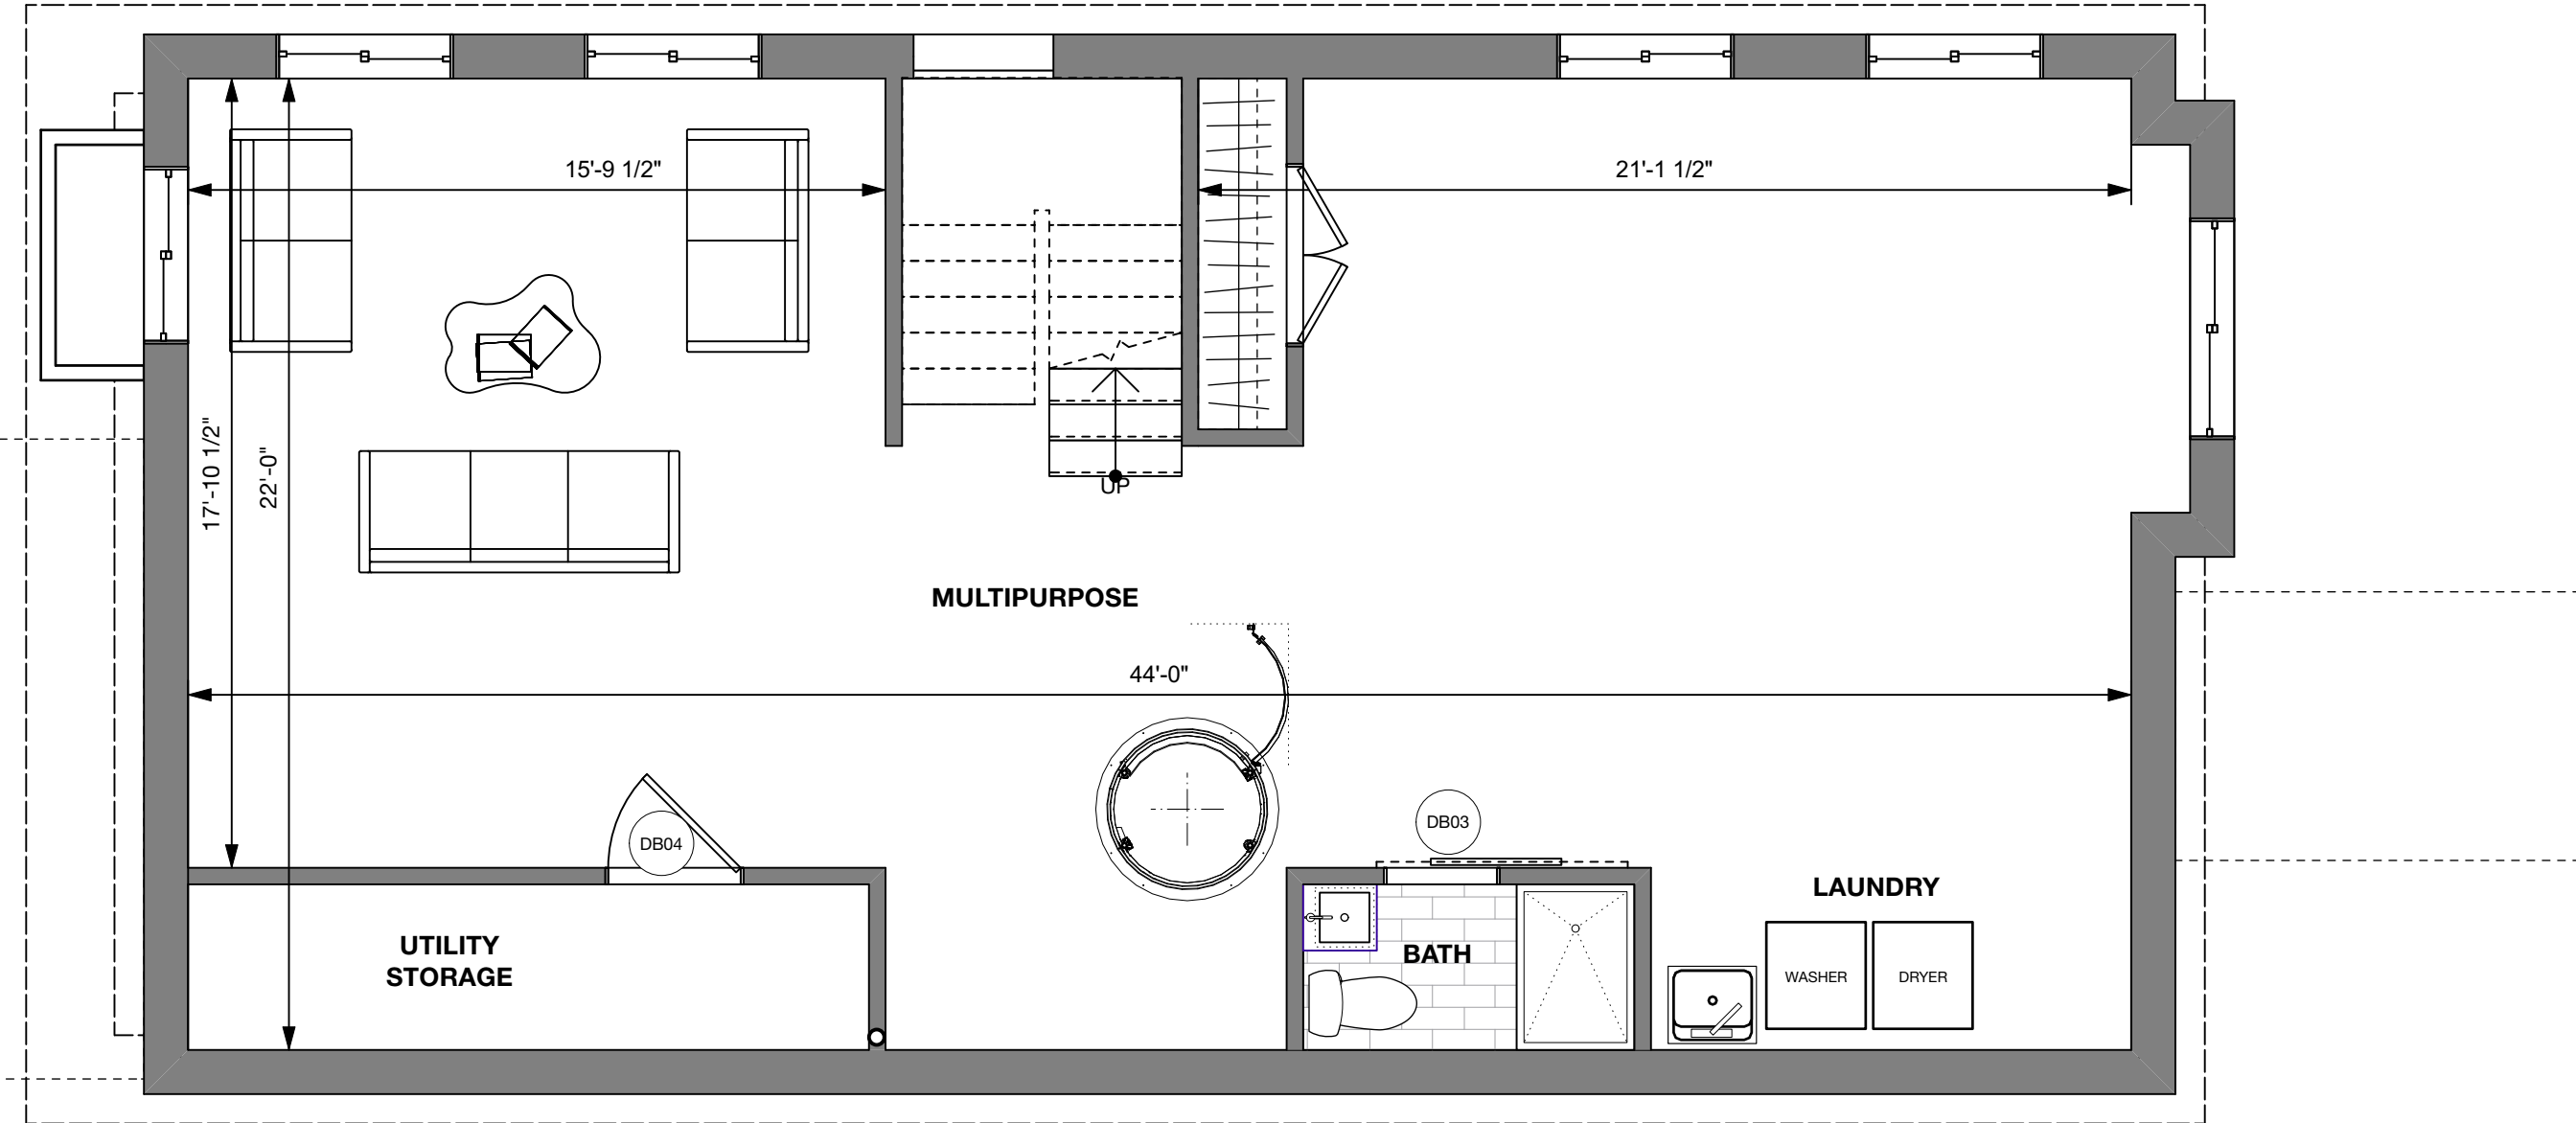 15'-9 1/2"
21'-1 1/2"
17'-10 1/2"
22'-0"
UP
MULTIPURPOSE
44'-0"
DB04
DB03
LAUNDRY
UTILITY
STORAGE
BATH
WASHER
DRYER